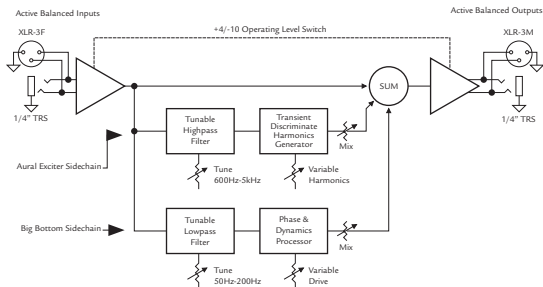 Active Balanced Inputs
Active Balanced Outputs
XLR-3F
+4/-10 Operating Level Switch
XLR-3M
SUM
1/4" TRS
1/4" TRS
Tunable
Highpass
Filter
Transient
Discriminate
Harmonics
Generator
Mix
Aural Exciter Sidechain
Tune
600Hz-5kHz
Variable
Harmonics
Big Bottom Sidechain
Tunable
Lowpass
Filter
Phase &
Dynamics
Processor
Mix
Tune
50Hz-200Hz
Variable
Drive